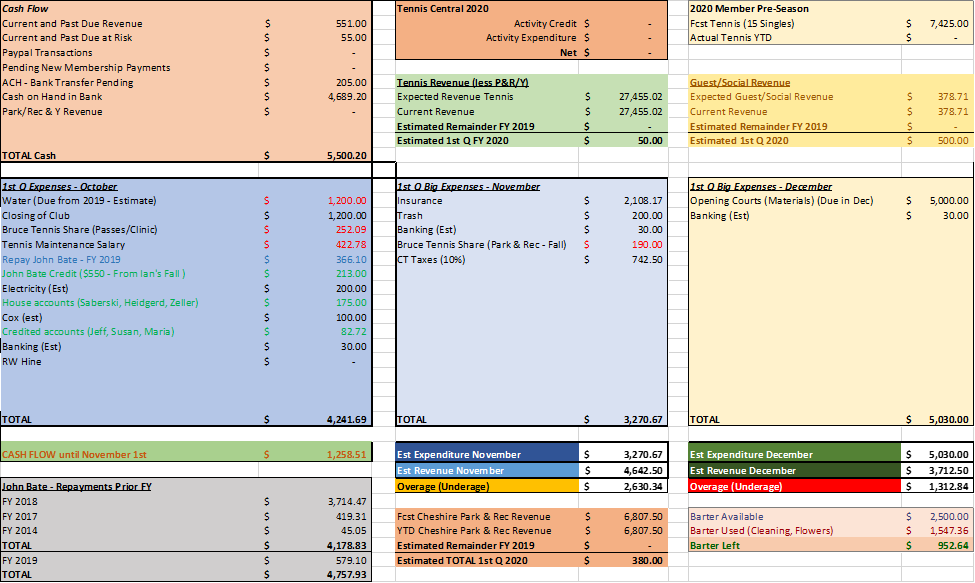 Cash Flow
Current and Past Due Revenue $ 551.00
Current and Past Due at Risk $ 55.00
Paypal Transactions $ -
Pending New Membership Payments $ -
ACH - Bank Transfer Pending $ 205.00
Cash on Hand in Bank $ 4,689.20
Park/Rec & Y Revenue $ -
TOTAL Cash $ 5,500.20
Tennis Central 2020
Activity Credit $ -
Activity Expenditure $ -
Net $ -
2020 Member Pre-Season
Fcst Tennis (15 Singles) $ 7,425.00
Actual Tennis YTD $ -
Tennis Revenue (less P&R/Y)
Expected Revenue Tennis $ 27,455.02
Current Revenue $ 27,455.02
Estimated Remainder FY 2019 $ -
Estimated 1st Q FY 2020 $ 50.00
Guest/Social Revenue
Expected Guest/Social Revenue $ 378.71
Current Revenue $ 378.71
Estimated Remainder FY 2019 $ -
Estimated 1st Q 2020 $ 500.00
1st Q Expenses - October
Water (Due from 2019 - Estimate) $ 1,200.00
Closing of Club $ 1,200.00
Bruce Tennis Share (Passes/Clinic) $ 252.09
Tennis Maintenance Salary $ 422.78
Repay John Bate - FY 2019 $ 366.10
John Bate Credit ($550 - From Ian's Fall ) $ 213.00
Electricity (Est) $ 200.00
House accounts (Saberski, Heidgerd, Zeller) $ 175.00
Cox (est) $ 100.00
Credited accounts (Jeff, Susan, Maria) $ 82.72
Banking (Est) $ 30.00
RW Hine $ -
TOTAL $ 4,241.69
1st Q Big Expenses - November
Insurance $ 2,108.17
Trash $ 200.00
Banking (Est) $ 30.00
Bruce Tennis Share (Park & Rec - Fall) $ 190.00
CT Taxes (10%) $ 742.50
TOTAL $ 3,270.67
1st Q Big Expenses - December
Opening Courts (Materials) (Due in Dec) $ 5,000.00
Banking (Est) $ 30.00
TOTAL $ 5,030.00
CASH FLOW until November 1st $ 1,258.51
Est Expenditure November $ 3,270.67
Est Revenue November $ 4,642.50
Overage (Underage) $ 2,630.34
Est Expenditure December $ 5,030.00
Est Revenue December $ 3,712.50
Overage (Underage) $ 1,312.84
John Bate - Repayments Prior FY
FY 2018 $ 3,714.47
FY 2017 $ 419.31
FY 2014 $ 45.05
TOTAL $ 4,178.83
FY 2019 $ 579.10
TOTAL $ 4,757.93
Fcst Cheshire Park & Rec Revenue $ 6,807.50
YTD Cheshire Park & Rec Revenue $ 6,807.50
Estimated Remainder FY 2019 $ -
Estimated TOTAL 1st Q 2020 $ 380.00
Barter Available $ 2,500.00
Barter Used (Cleaning, Flowers) $ 1,547.36
Barter Left $ 952.64